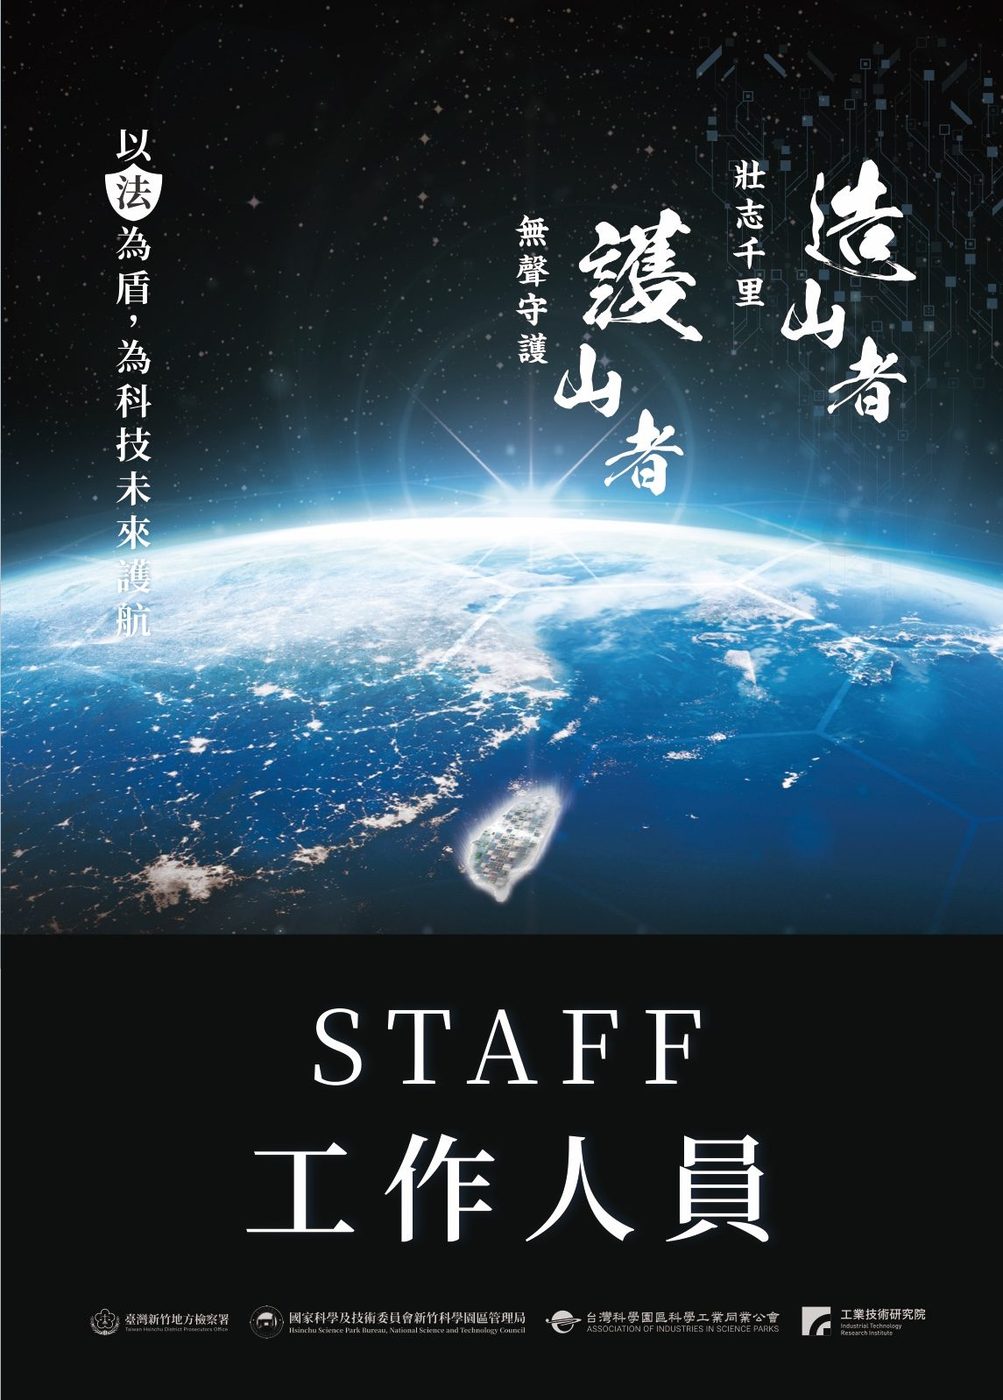 造山者
壯志千里
護山者
無聲守護
以法為盾，為科技未來護航
STAFF
工作人員
臺灣新竹地方檢察署
Taiwan Hsinchu District Prosecutors Office
國家科學及技術委員會新竹科學園區管理局
Hsinchu Science Park Bureau, National Science and Technology Council
台灣科學園區科學工業同業公會
ASSOCIATION OF INDUSTRIES IN SCIENCE PARKS
工業技術研究院
Industrial Technology
Research Institute